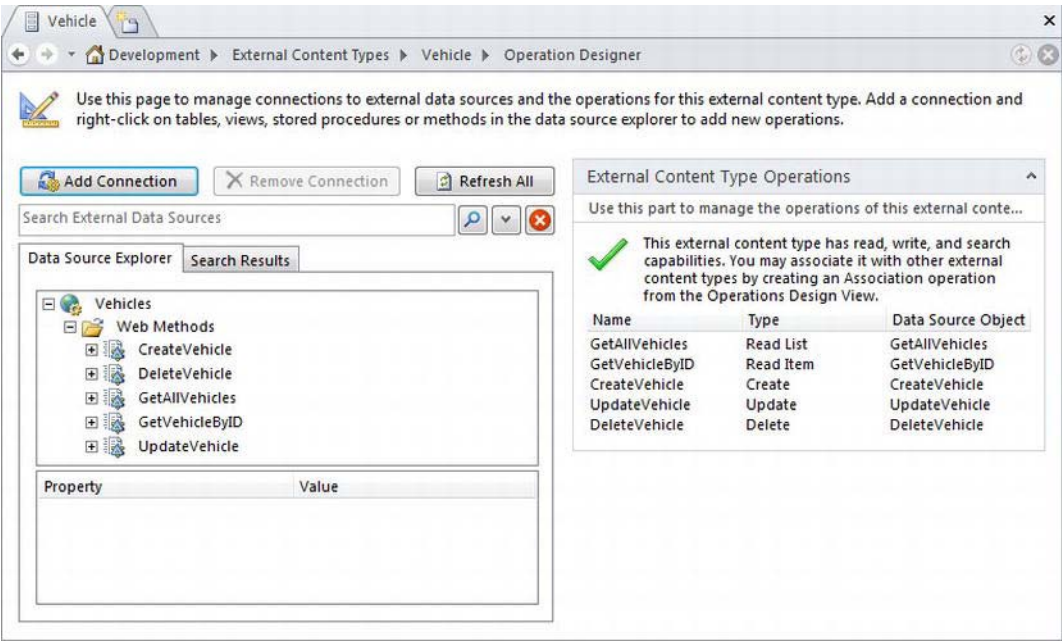 Vehicle
Development External Content Types Vehicle Operation Designer
Use this page to manage connections to external data sources and the operations for this external content type. Add a connection and
right-click on tables, views, stored procedures or methods in the data source explorer to add new operations.
Add Connection Remove Connection Refresh All
Search External Data Sources
Data Source Explorer Search Results
Vehicles
Web Methods
CreateVehicle
DeleteVehicle
GetAllVehicles
GetVehicleByID
UpdateVehicle
Property Value
External Content Type Operations
Use this part to manage the operations of this external conte...
This external content type has read, write, and search
capabilities. You may associate it with other external
content types by creating an Association operation
from the Operations Design View.
Name Type Data Source Object
GetAllVehicles Read List GetAllVehicles
GetVehicleByID Read Item GetVehicleByID
CreateVehicle Create CreateVehicle
UpdateVehicle Update UpdateVehicle
DeleteVehicle Delete DeleteVehicle